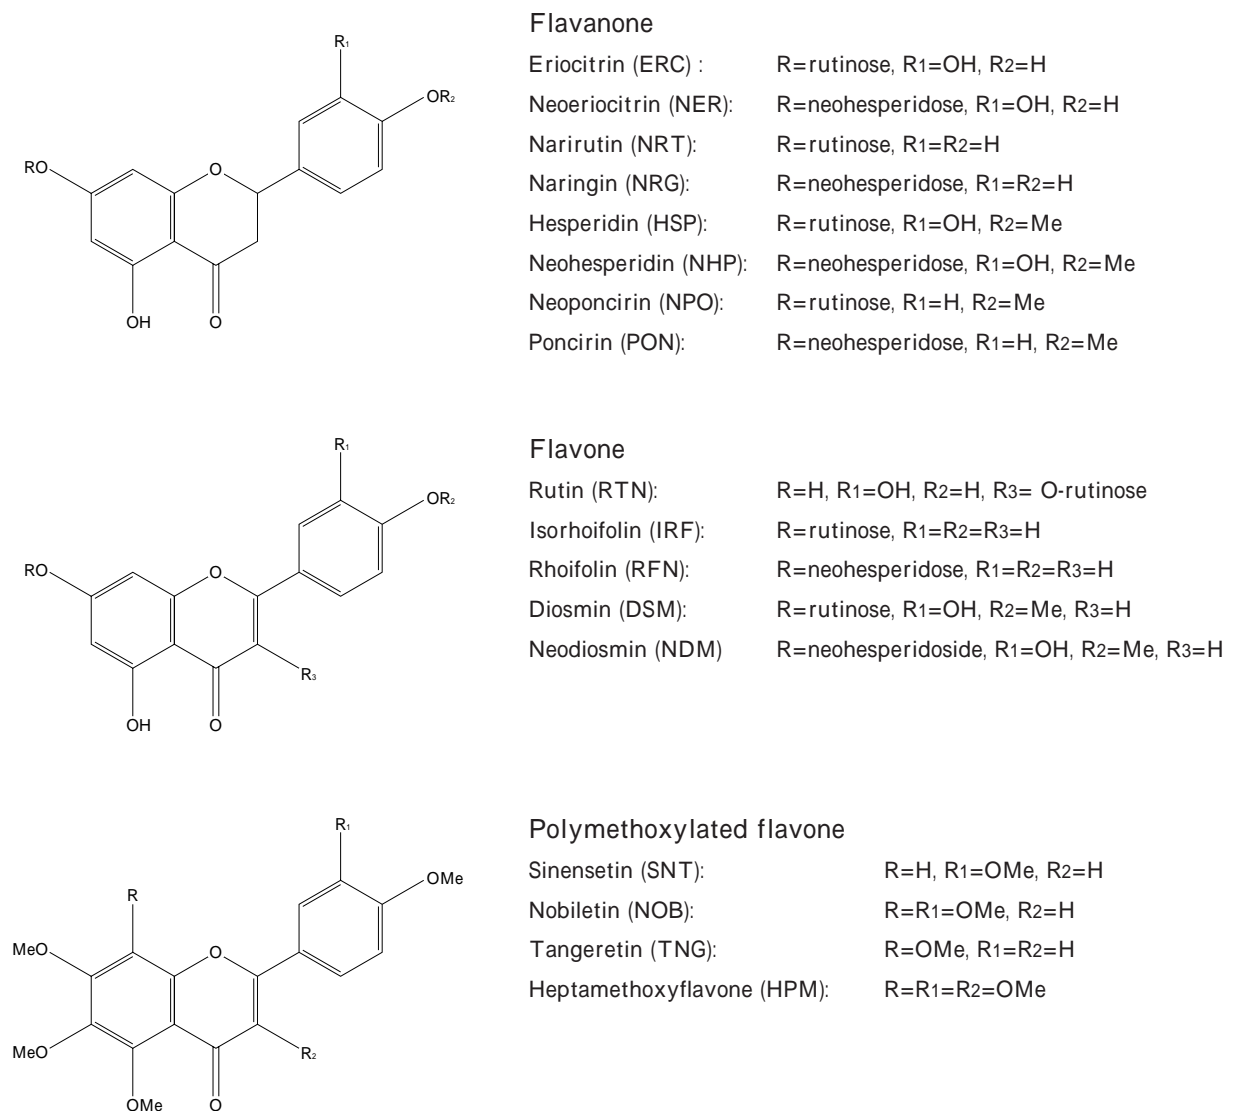 Flavanone
Eriocitrin (ERC) : R=rutinose, R1=OH, R2=H
Neoeriocitrin (NER): R=neohesperidose, R1=OH, R2=H
Narirutin (NRT): R=rutinose, R1=R2=H
Naringin (NRG): R=neohesperidose, R1=R2=H
Hesperidin (HSP): R=rutinose, R1=OH, R2=Me
Neohesperidin (NHP): R=neohesperidose, R1=OH, R2=Me
Neoponcirin (NPO): R=rutinose, R1=H, R2=Me
Poncirin (PON): R=neohesperidose, R1=H, R2=Me
R1
OR2
RO
O
OH
O
Flavone
Rutin (RTN): R=H, R1=OH, R2=H, R3= O-rutinose
Isorhoifolin (IRF): R=rutinose, R1=R2=R3=H
Rhoifolin (RFN): R=neohesperidose, R1=R2=R3=H
Diosmin (DSM): R=rutinose, R1=OH, R2=Me, R3=H
Neodiosmin (NDM) R=neohesperidoside, R1=OH, R2=Me, R3=H
R1
OR2
RO
O
R3
OH
O
Polymethoxylated flavone
Sinensetin (SNT): R=H, R1=OMe, R2=H
Nobiletin (NOB): R=R1=OMe, R2=H
Tangeretin (TNG): R=OMe, R1=R2=H
Heptamethoxyflavone (HPM): R=R1=R2=OMe
R1
OMe
R
MeO
O
MeO
R2
OMe
O